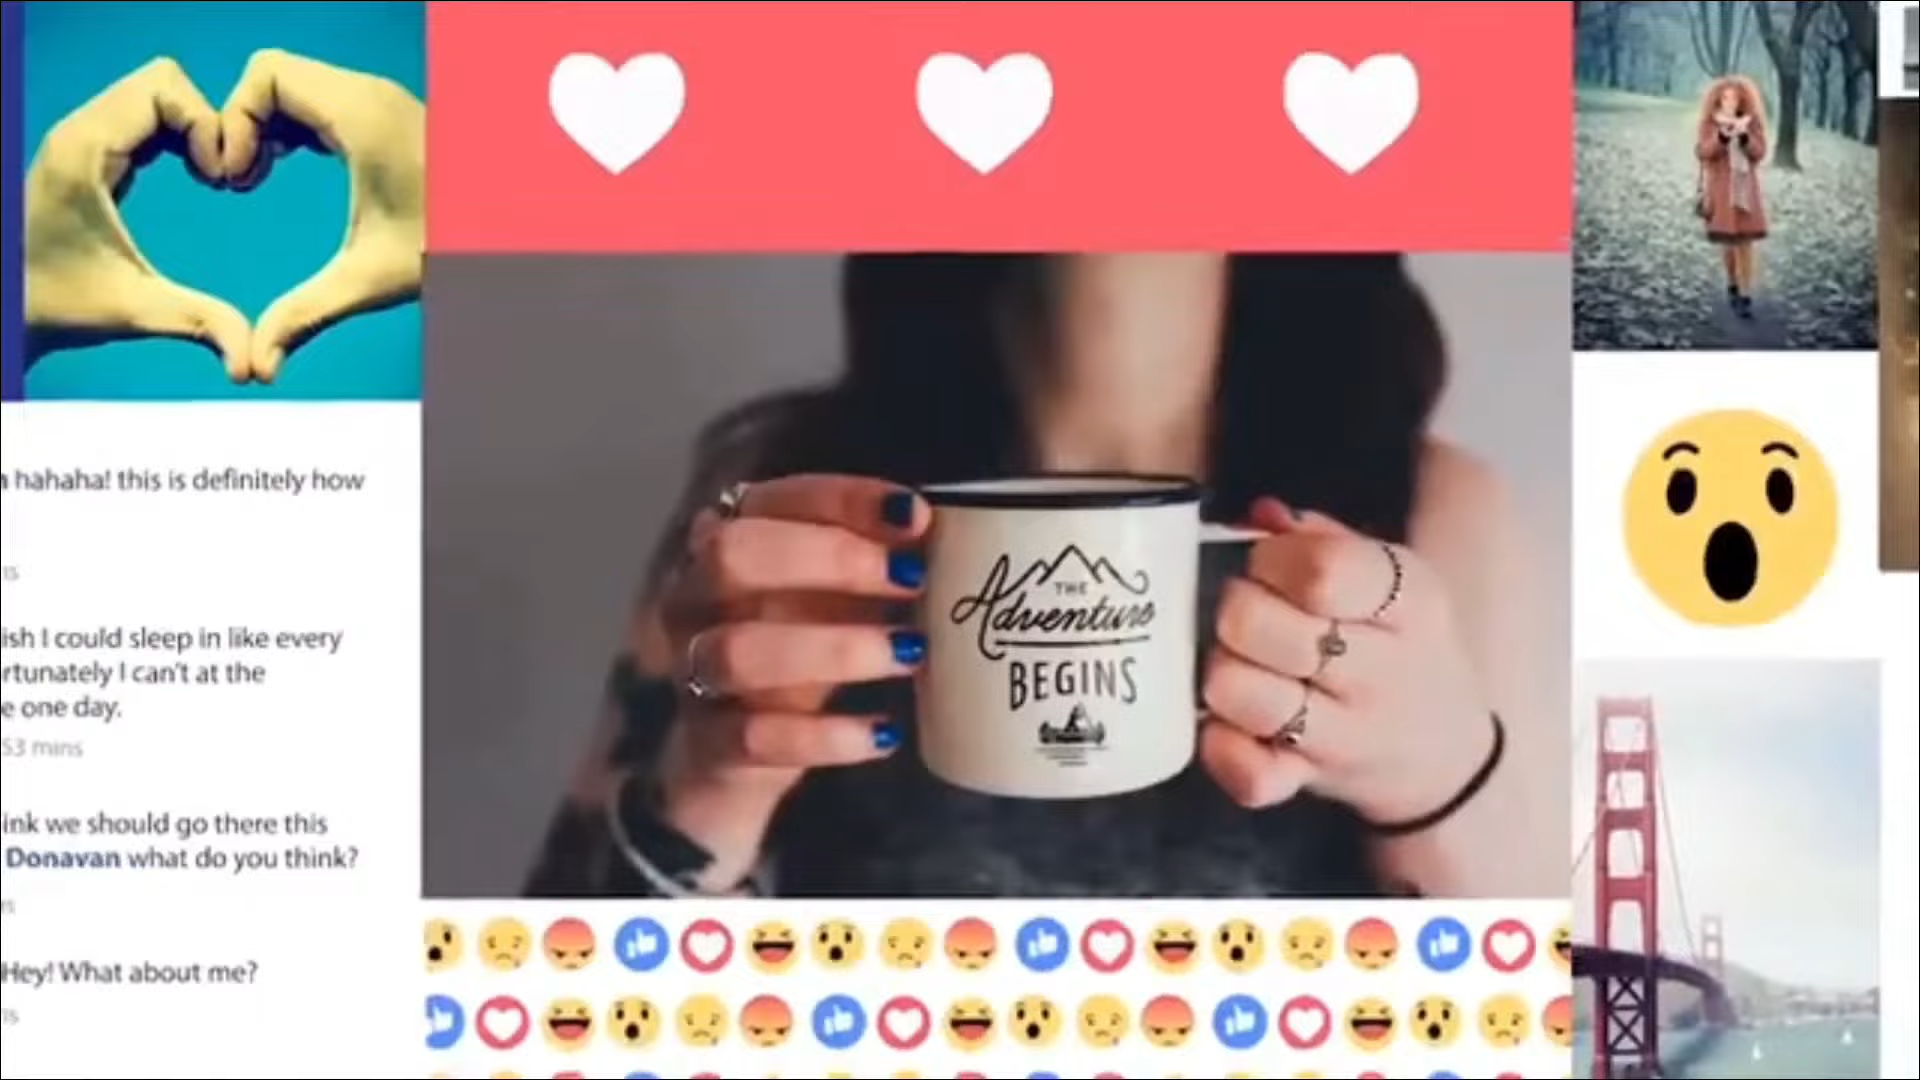 hahaha! this is definitely how
ish I could sleep in like every
rtunately I can't at the
e one day.
53 mins
ink we should go there this
Donavan what do you think?
Hey! What about me?
THE
Adventure
BEGINS